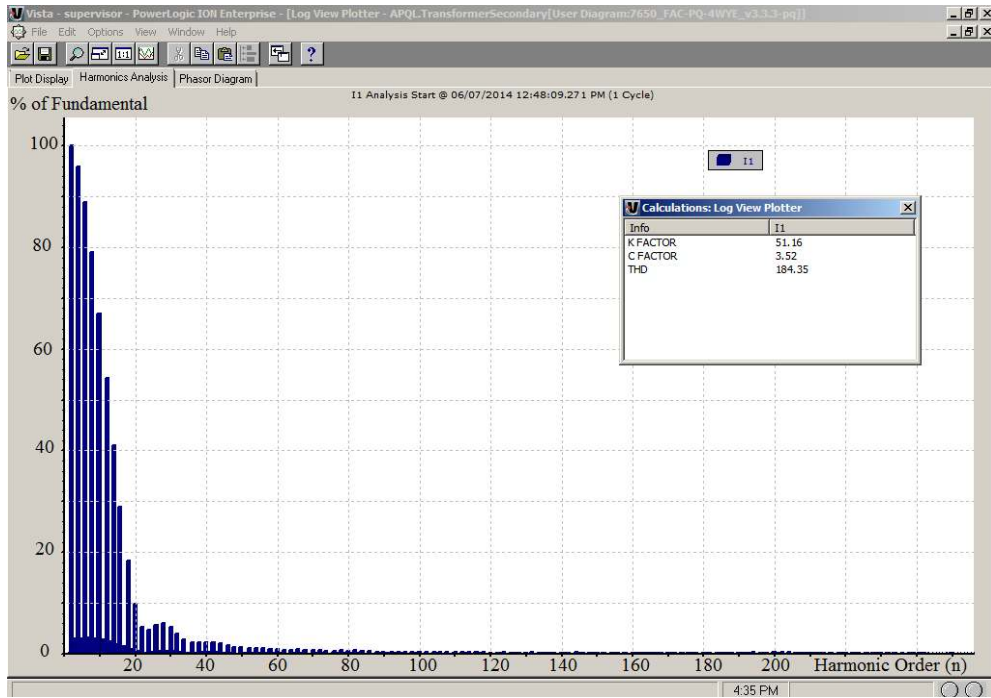 Vista - supervisor - PowerLogic ION Enterprise - [Log View Plotter - APQL.TransformerSecondary[User Diagram:7650_FAC-PQ-4WYE_v3.3.3-pq]]
File Edit Options View Window Help
1:1 ?
Plot Display Harmonics Analysis Phasor Diagram
I1 Analysis Start @ 06/07/2014 12:48:09.271 PM (1 Cycle)
% of Fundamental
100
I1
Calculations: Log View Plotter
Info I1
K FACTOR 51.16
C FACTOR 3.52
THD 184.35
80
60
40
20
0
20 40 60 80 100 120 140 160 180 200 Harmonic Order (n)
4:35 PM